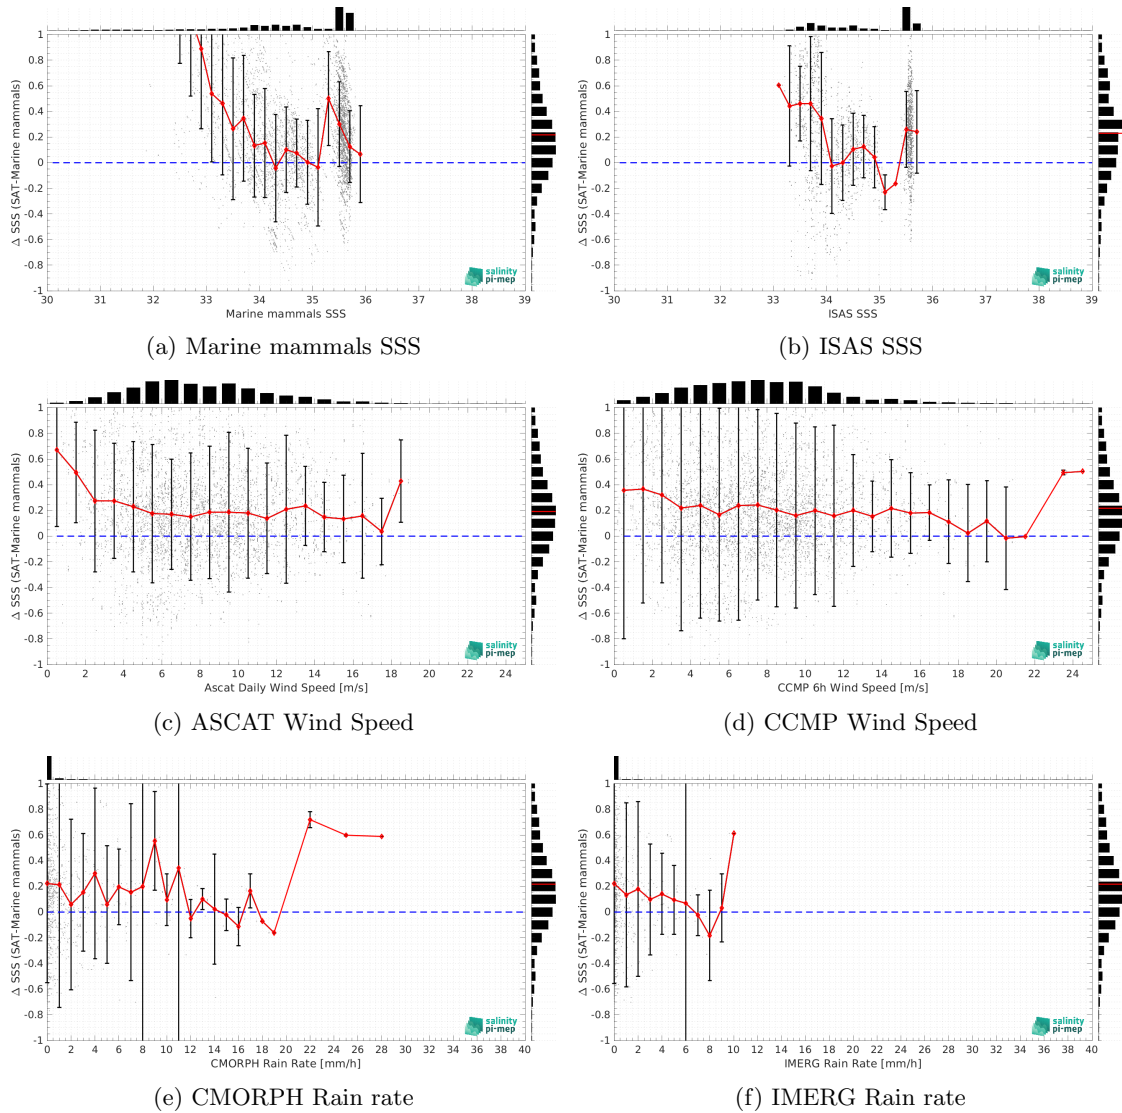 1
0.8
0.6
0.4
0.2
0
-0.2
-0.4
-0.6
-0.8
-1
Δ SSS (SAT-Marine mammals)
salinity
pi-mep
30 31 32 33 34 35 36 37 38 39
Marine mammals SSS
(a) Marine mammals SSS
1
0.8
0.6
0.4
0.2
0
-0.2
-0.4
-0.6
-0.8
-1
Δ SSS (SAT-Marine mammals)
salinity
pi-mep
30 31 32 33 34 35 36 37 38 39
ISAS SSS
(b) ISAS SSS
1
0.8
0.6
0.4
0.2
0
-0.2
-0.4
-0.6
-0.8
-1
Δ SSS (SAT-Marine mammals)
salinity
pi-mep
0 2 4 6 8 10 12 14 16 18 20 22 24
Ascat Daily Wind Speed [m/s]
(c) ASCAT Wind Speed
1
0.8
0.6
0.4
0.2
0
-0.2
-0.4
-0.6
-0.8
-1
Δ SSS (SAT-Marine mammals)
salinity
pi-mep
0 2 4 6 8 10 12 14 16 18 20 22 24
CCMP 6h Wind Speed [m/s]
(d) CCMP Wind Speed
1
0.8
0.6
0.4
0.2
0
-0.2
-0.4
-0.6
-0.8
-1
Δ SSS (SAT-Marine mammals)
salinity
pi-mep
0 2 4 6 8 10 12 14 16 18 20 22 24 26 28 30 32 34 36 38 40
CMORPH Rain Rate [mm/h]
(e) CMORPH Rain rate
1
0.8
0.6
0.4
0.2
0
-0.2
-0.4
-0.6
-0.8
-1
Δ SSS (SAT-Marine mammals)
salinity
pi-mep
0 2 4 6 8 10 12 14 16 18 20 22 24 26 28 30 32 34 36 38 40
IMERG Rain Rate [mm/h]
(f) IMERG Rain rate